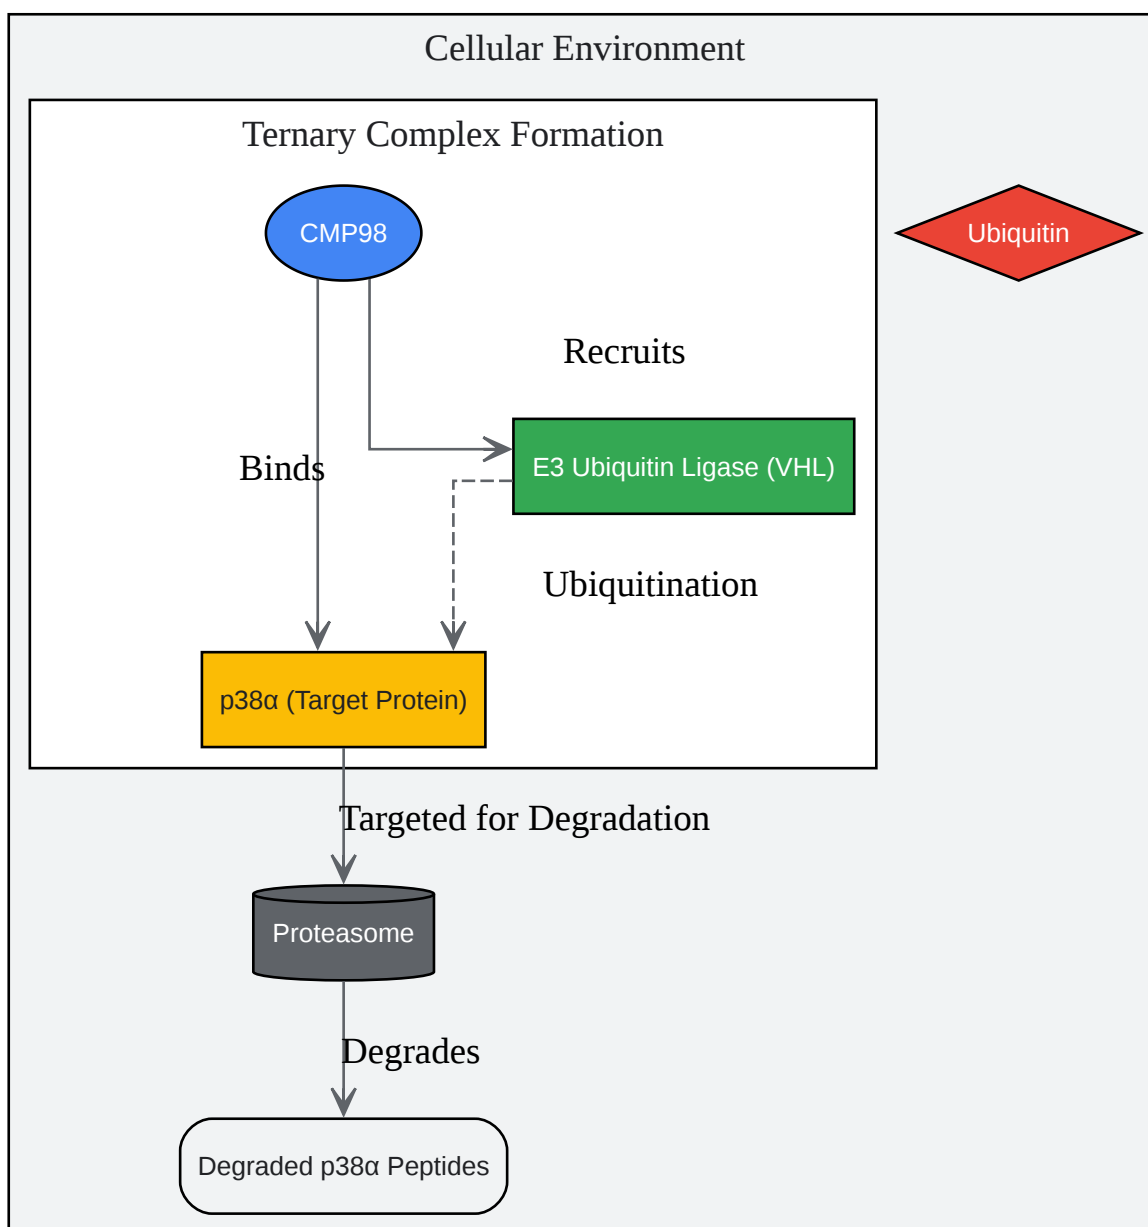 Cellular Environment
Ternary Complex Formation
CMP98
Ubiquitin
Recruits
Binds
E3 Ubiquitin Ligase (VHL)
Ubiquitination
p38α (Target Protein)
Targeted for Degradation
Proteasome
Degrades
Degraded p38α Peptides